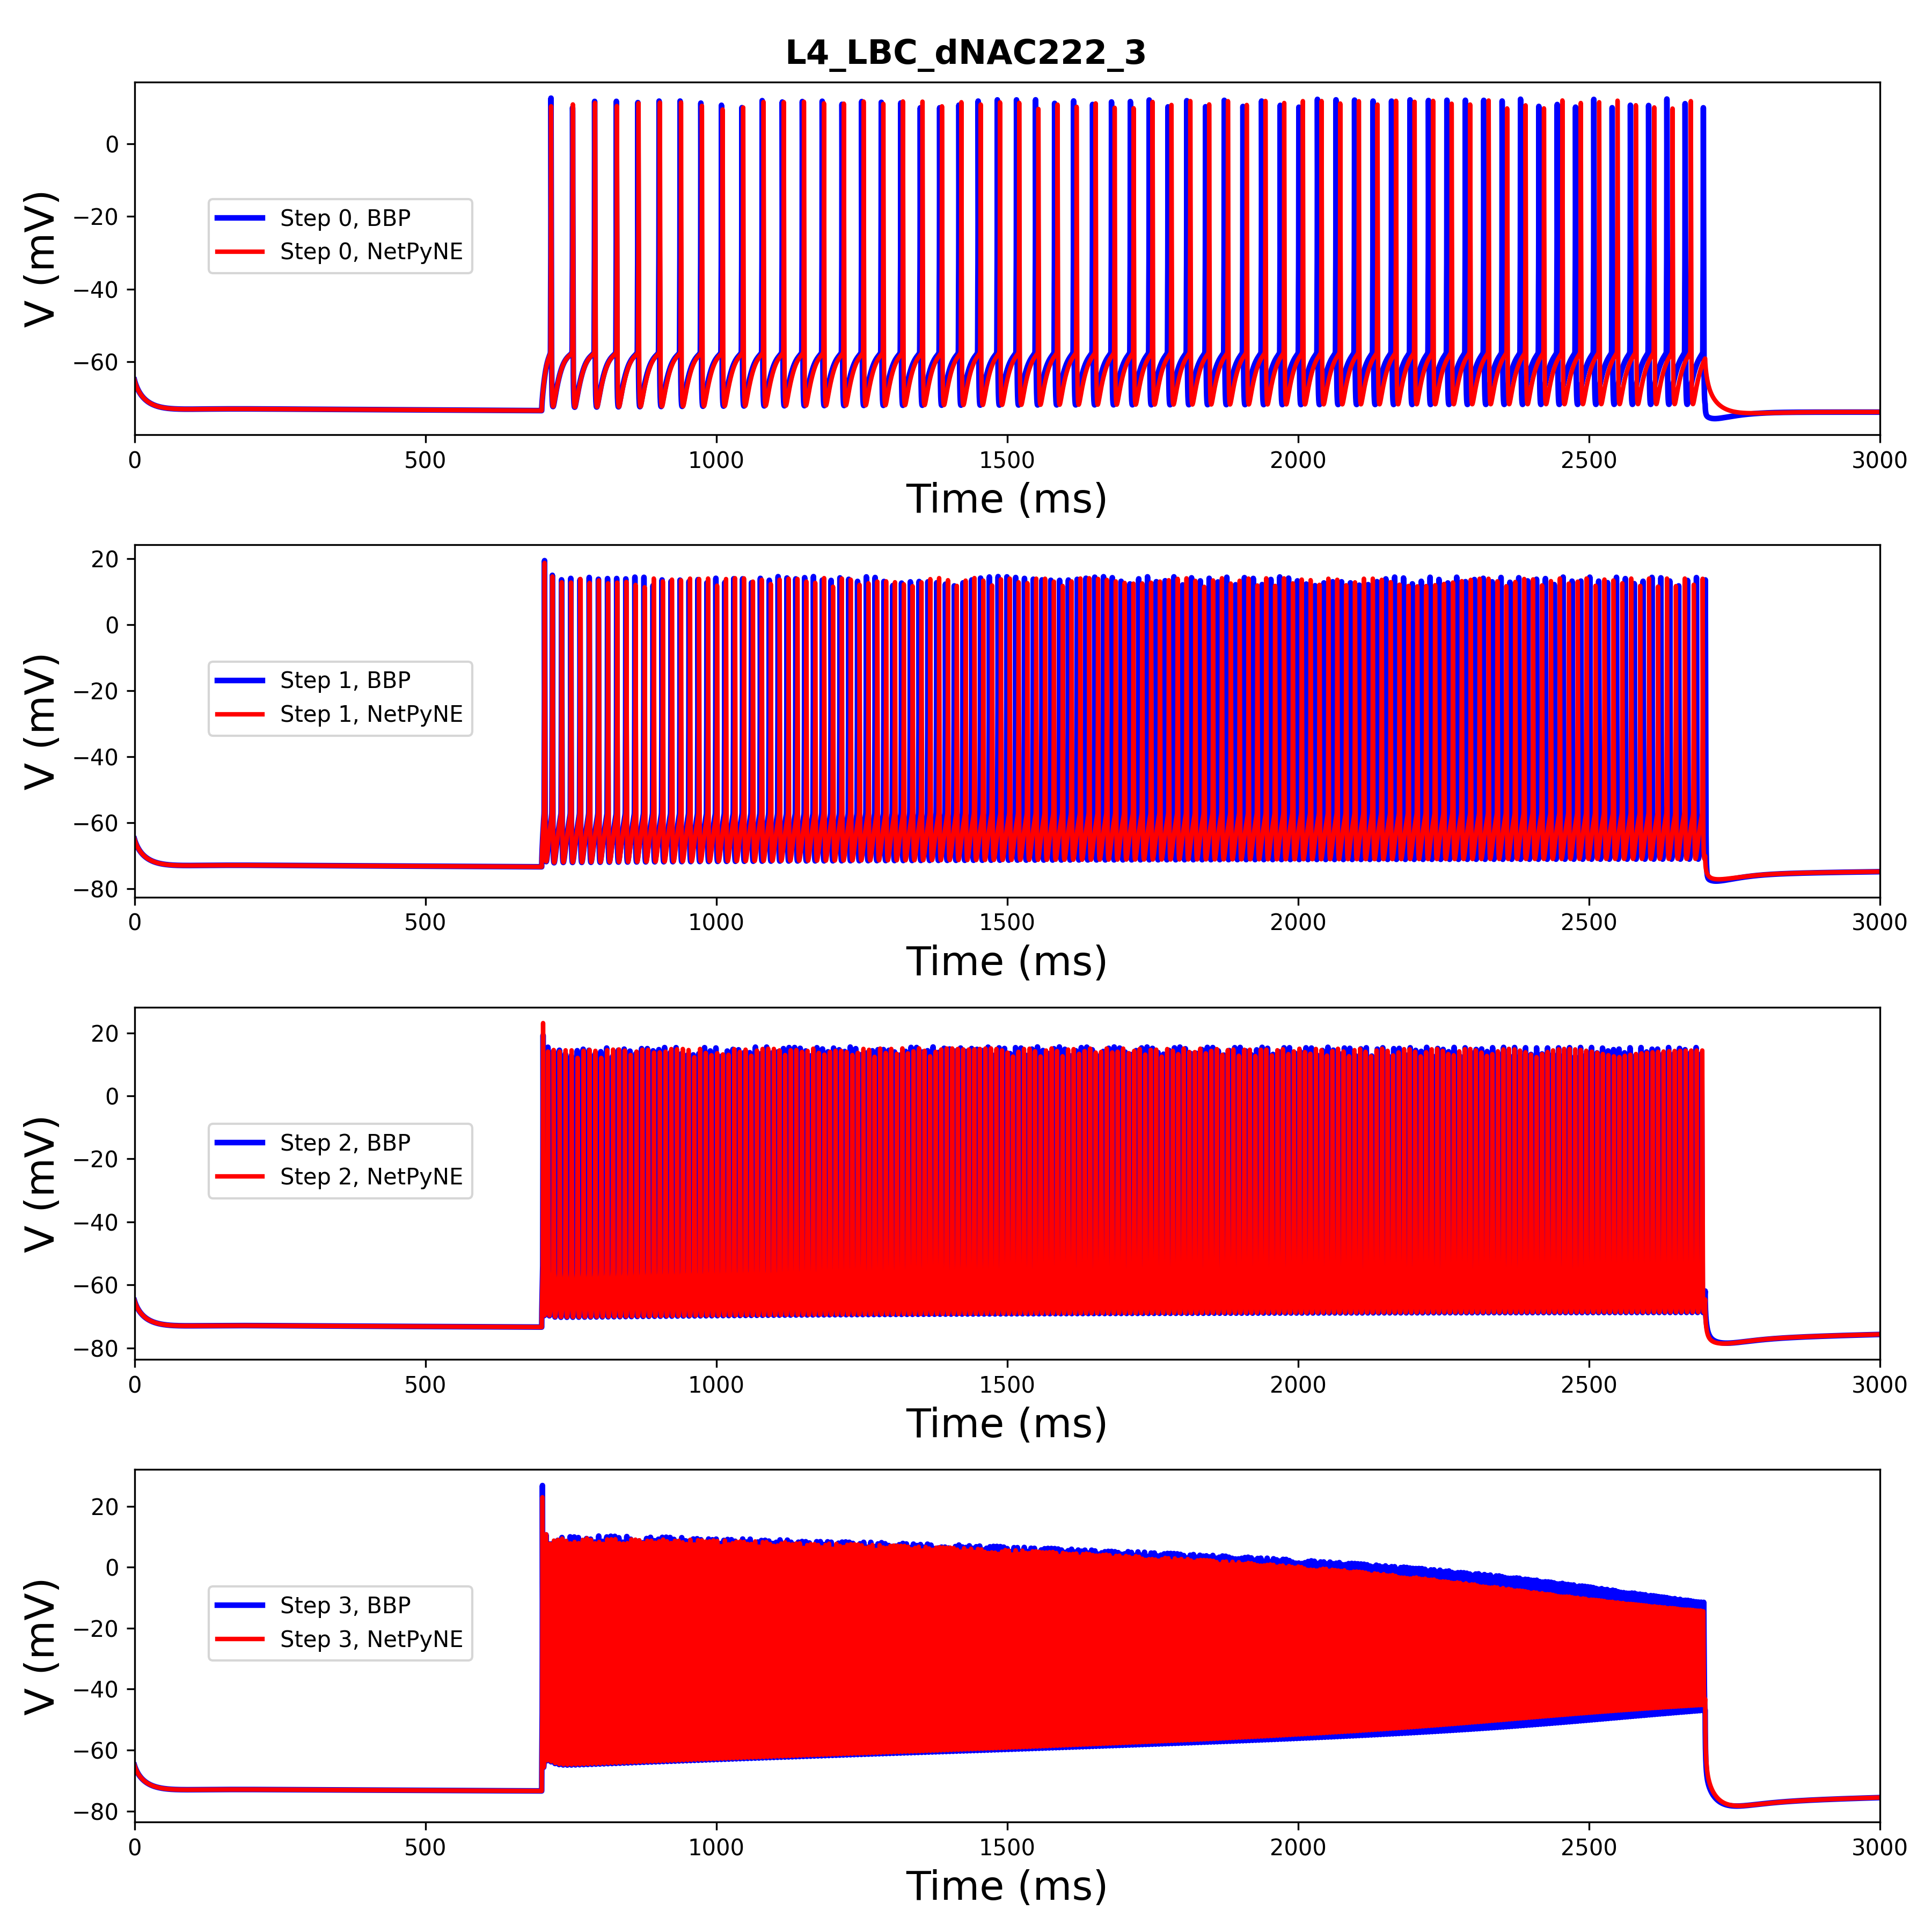 L4_LBC_dNAC222_3
V (mV)
0
−20
−40
−60
Step 0, BBP
Step 0, NetPyNE
0 500 1000 1500 2000 2500 3000
Time (ms)
V (mV)
20
0
−20
−40
−60
−80
Step 1, BBP
Step 1, NetPyNE
0 500 1000 1500 2000 2500 3000
Time (ms)
V (mV)
20
0
−20
−40
−60
−80
Step 2, BBP
Step 2, NetPyNE
0 500 1000 1500 2000 2500 3000
Time (ms)
V (mV)
20
0
−20
−40
−60
−80
Step 3, BBP
Step 3, NetPyNE
0 500 1000 1500 2000 2500 3000
Time (ms)